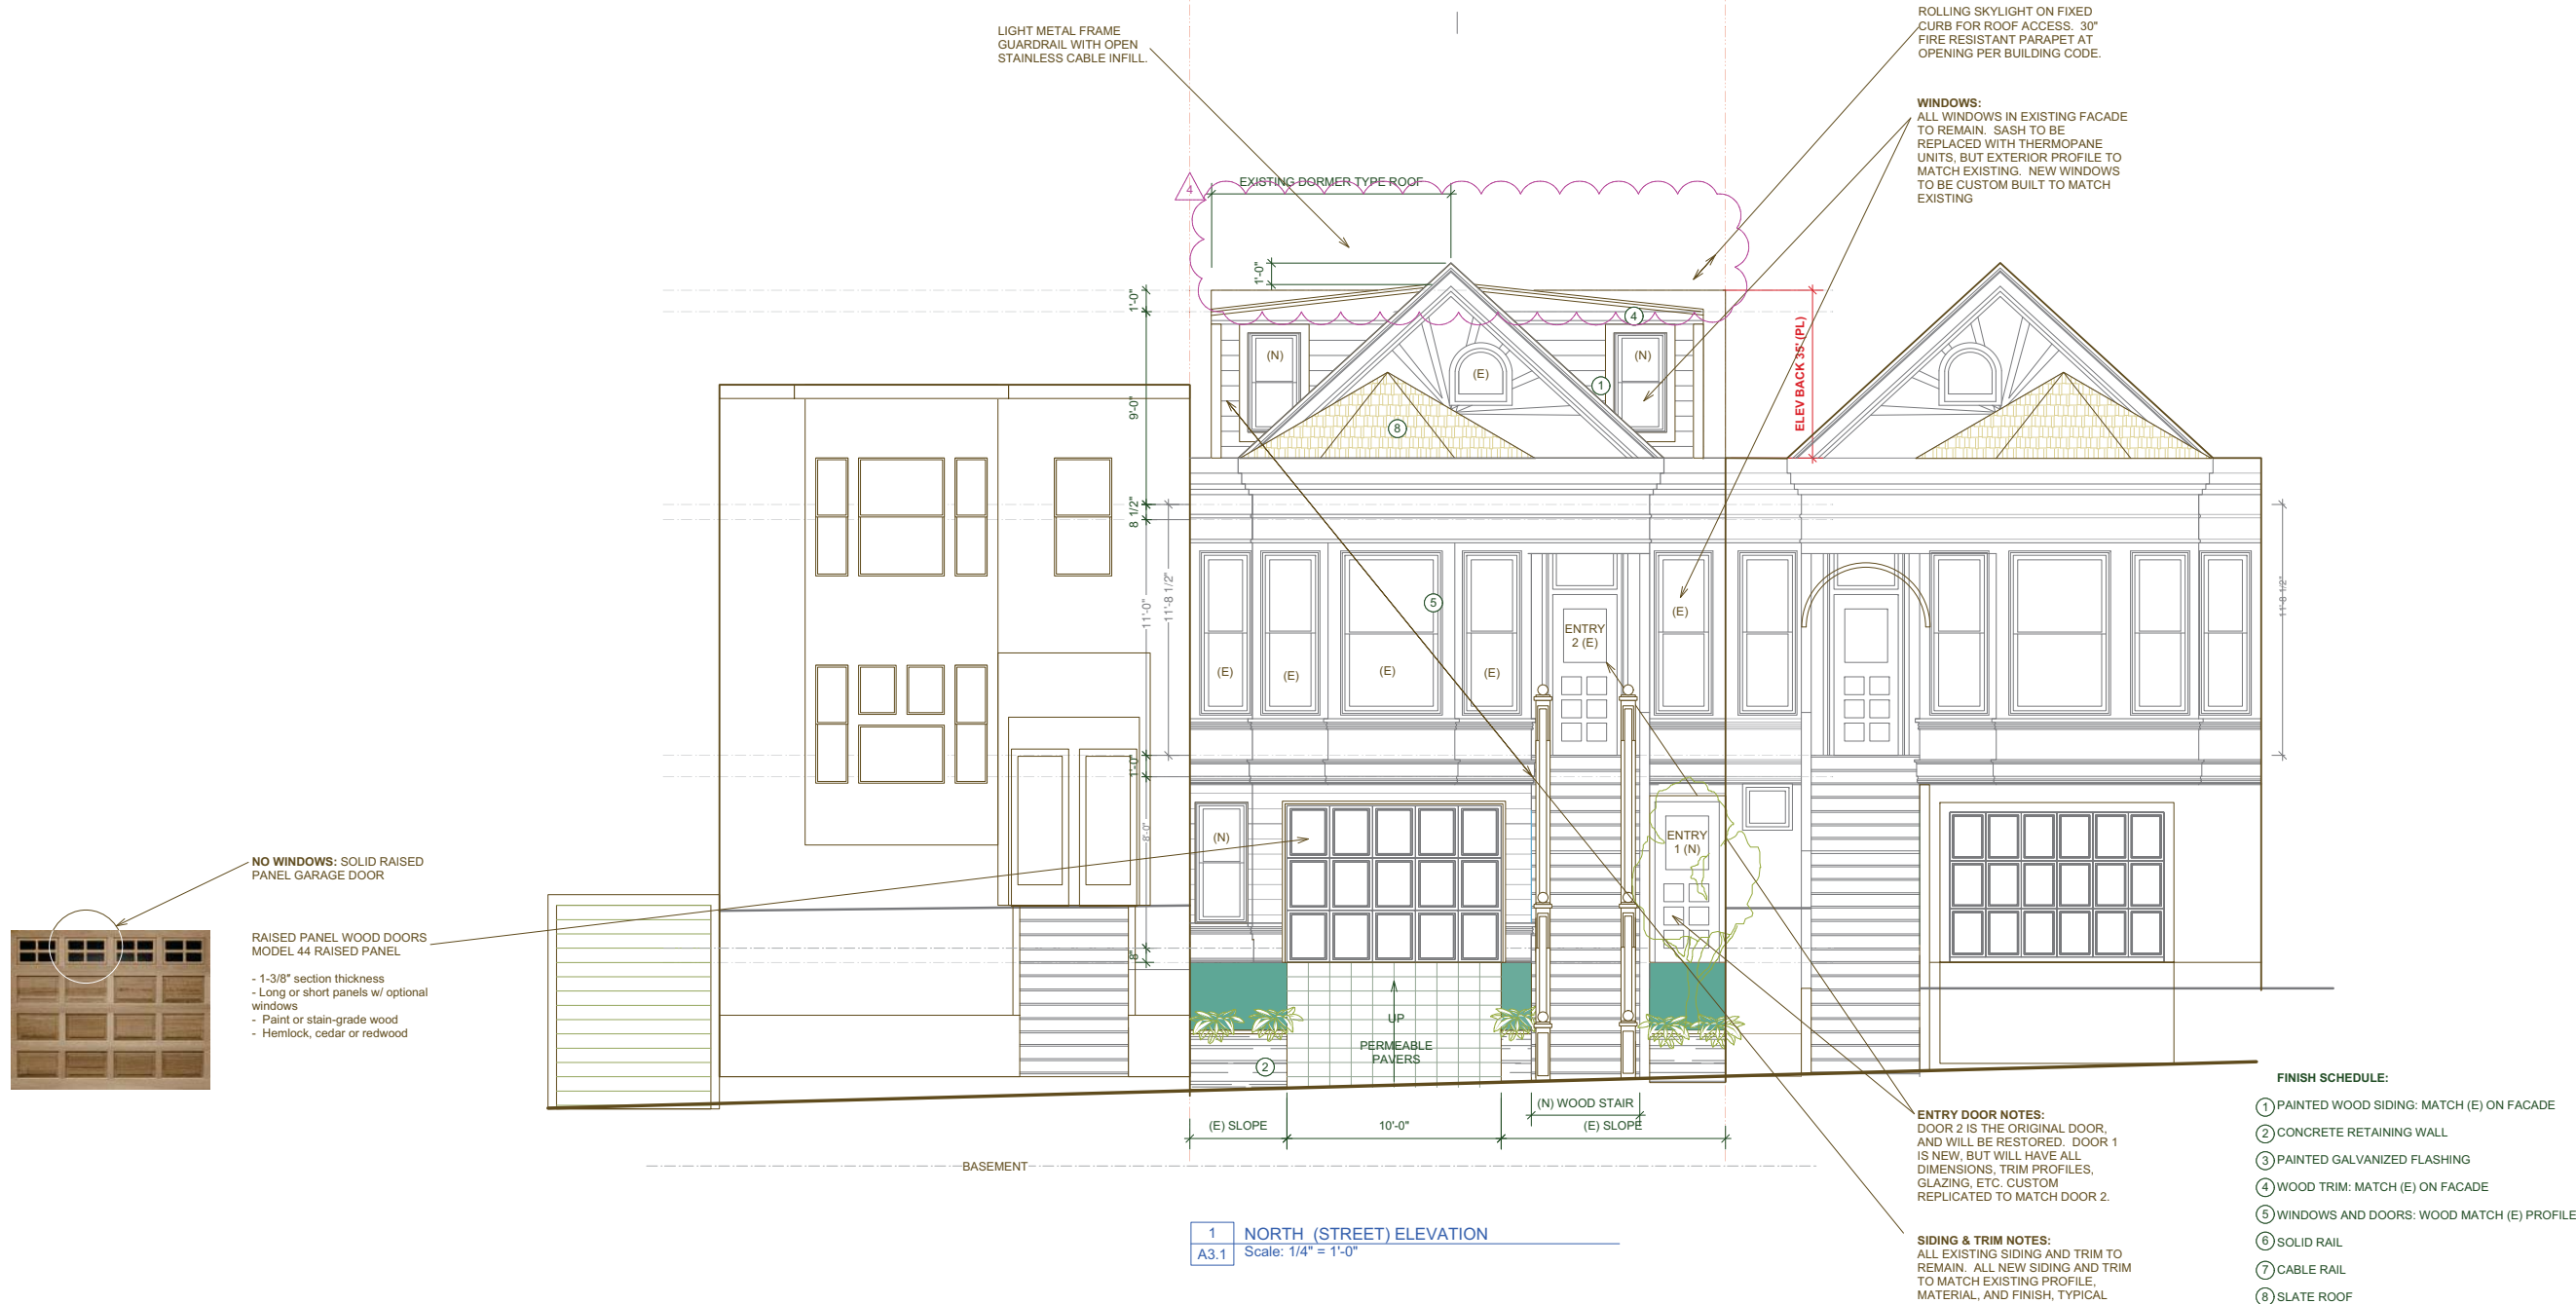 LIGHT METAL FRAME
GUARDRAIL WITH OPEN
STAINLESS CABLE INFILL.
ROLLING SKYLIGHT ON FIXED
CURB FOR ROOF ACCESS. 30"
FIRE RESISTANT PARAPET AT
OPENING PER BUILDING CODE.
WINDOWS:
ALL WINDOWS IN EXISTING FACADE
TO REMAIN. SASH TO BE
REPLACED WITH THERMOPANE
UNITS, BUT EXTERIOR PROFILE TO
MATCH EXISTING. NEW WINDOWS
TO BE CUSTOM BUILT TO MATCH
EXISTING
4
EXISTING DORMER TYPE ROOF
1'-0"
1'-0"
4
ELEV BACK 35' (PL)
(N)
(N)
(E)
1
9'-0"
8
8 1/2"
11'-0"
11'-8 1/2"
11'-8 1/2"
5
(E)
ENTRY
2 (E)
(E)
(E)
(E)
(E)
1'-0"
8'-0"
(N)
ENTRY
1 (N)
8"
NO WINDOWS: SOLID RAISED
PANEL GARAGE DOOR
RAISED PANEL WOOD DOORS
MODEL 44 RAISED PANEL
- 1-3/8" section thickness
- Long or short panels w/ optional
windows
- Paint or stain-grade wood
- Hemlock, cedar or redwood
UP
PERMEABLE
PAVERS
2
(N) WOOD STAIR
(E) SLOPE
10'-0"
(E) SLOPE
BASEMENT
ENTRY DOOR NOTES:
DOOR 2 IS THE ORIGINAL DOOR,
AND WILL BE RESTORED. DOOR 1
IS NEW, BUT WILL HAVE ALL
DIMENSIONS, TRIM PROFILES,
GLAZING, ETC. CUSTOM
REPLICATED TO MATCH DOOR 2.
SIDING & TRIM NOTES:
ALL EXISTING SIDING AND TRIM TO
REMAIN. ALL NEW SIDING AND TRIM
TO MATCH EXISTING PROFILE,
MATERIAL, AND FINISH, TYPICAL
FINISH SCHEDULE:
1 PAINTED WOOD SIDING: MATCH (E) ON FACADE
2 CONCRETE RETAINING WALL
3 PAINTED GALVANIZED FLASHING
4 WOOD TRIM: MATCH (E) ON FACADE
5 WINDOWS AND DOORS: WOOD MATCH (E) PROFILE
6 SOLID RAIL
7 CABLE RAIL
8 SLATE ROOF
1 NORTH (STREET) ELEVATION
A3.1 Scale: 1/4" = 1'-0"